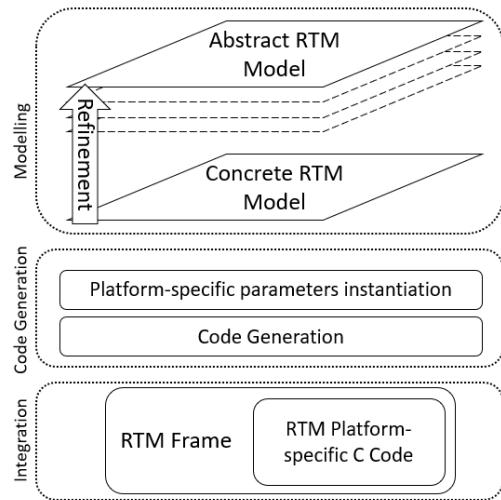 Modelling
Abstract RTM
Model
Refinement
Concrete RTM
Model
Code Generation
Platform-specific parameters instantiation
Code Generation
Integration
RTM Frame
RTM Platform-
specific C Code